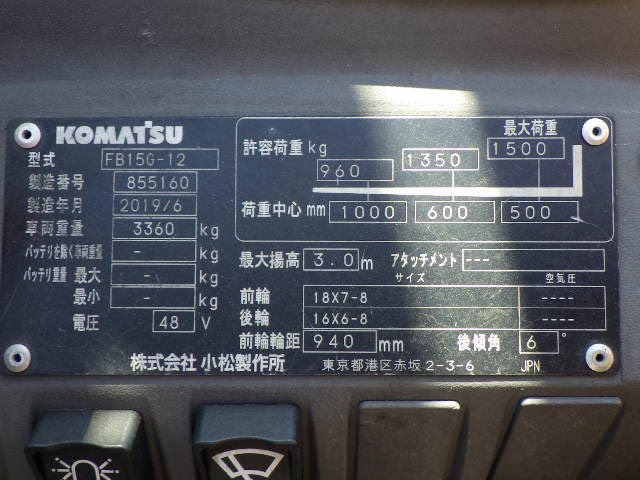 KOMATSU
型式 FB15G-12
製造番号 855160
製造年月 2019/6
車両重量 3360 kg
バッテリを除く車両重量 - kg
バッテリ重量 最大 - kg
最小 - kg
電圧 48 V
許容荷重 kg 960 1350 最大荷重 1500
荷重中心 mm 1000 600 500
最大揚高 3.0 m アタッチメント ---
サイズ 空気圧
前輪 18X7-8 ----
後輪 16X6-8 ----
前輪輪距 940 mm 後傾角 6 °
株式会社 小松製作所 東京都港区赤坂 2-3-6 JPN